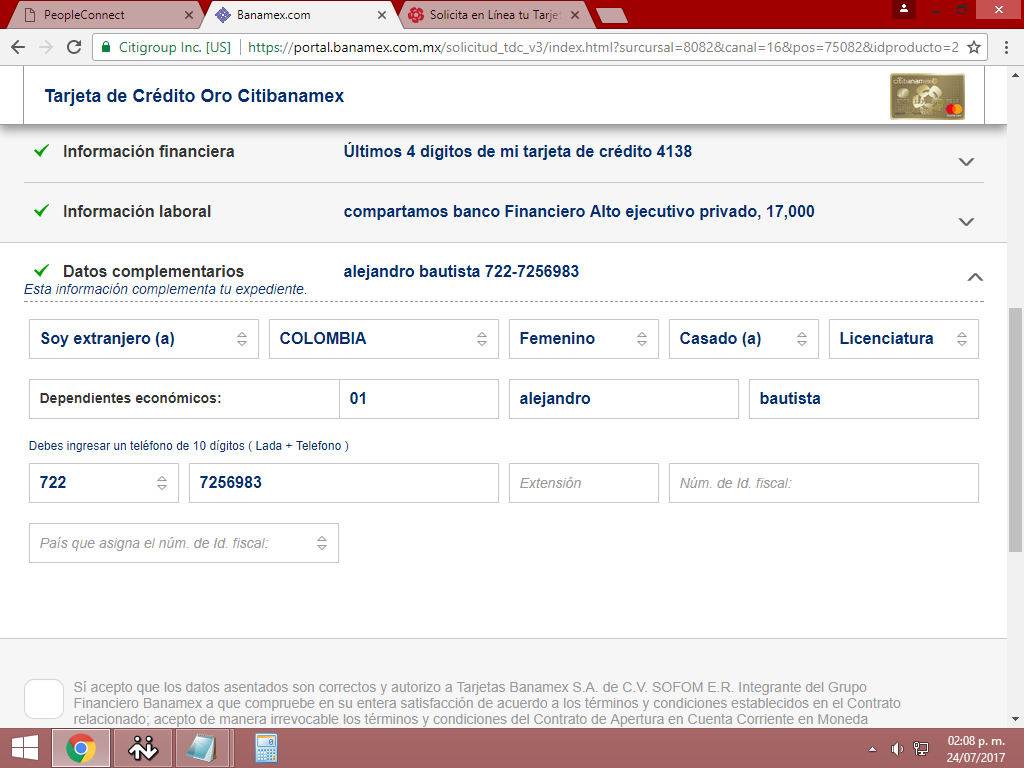 PeopleConnect
Banamex.com
Solicita en Línea tu Tarjet
Citigroup Inc. [US]
https://portal.banamex.com.mx/solicitud_tdc_v3/index.html?surcursal=8082&canal=16&pos=75082&idproducto=2
Tarjeta de Crédito Oro Citibanamex
Información financiera Últimos 4 dígitos de mi tarjeta de crédito 4138
Información laboral compartamos banco Financiero Alto ejecutivo privado, 17,000
Datos complementarios alejandro bautista 722-7256983
Esta información complementa tu expediente.
Soy extranjero (a) COLOMBIA Femenino Casado (a) Licenciatura
Dependientes económicos: 01 alejandro bautista
Debes ingresar un teléfono de 10 dígitos ( Lada + Telefono )
722 7256983 Extensión Núm. de Id. fiscal:
País que asigna el núm. de Id. fiscal:
Sí acepto que los datos asentados son correctos y autorizo a Tarjetas Banamex S.A. de C.V. SOFOM E.R. Integrante del Grupo
Financiero Banamex a que compruebe en su entera satisfacción de acuerdo a los términos y condiciones establecidos en el Contrato
relacionado; acepto de manera irrevocable los términos y condiciones del Contrato de Apertura en Cuenta Corriente en Moneda
02:08 p. m.
24/07/2017